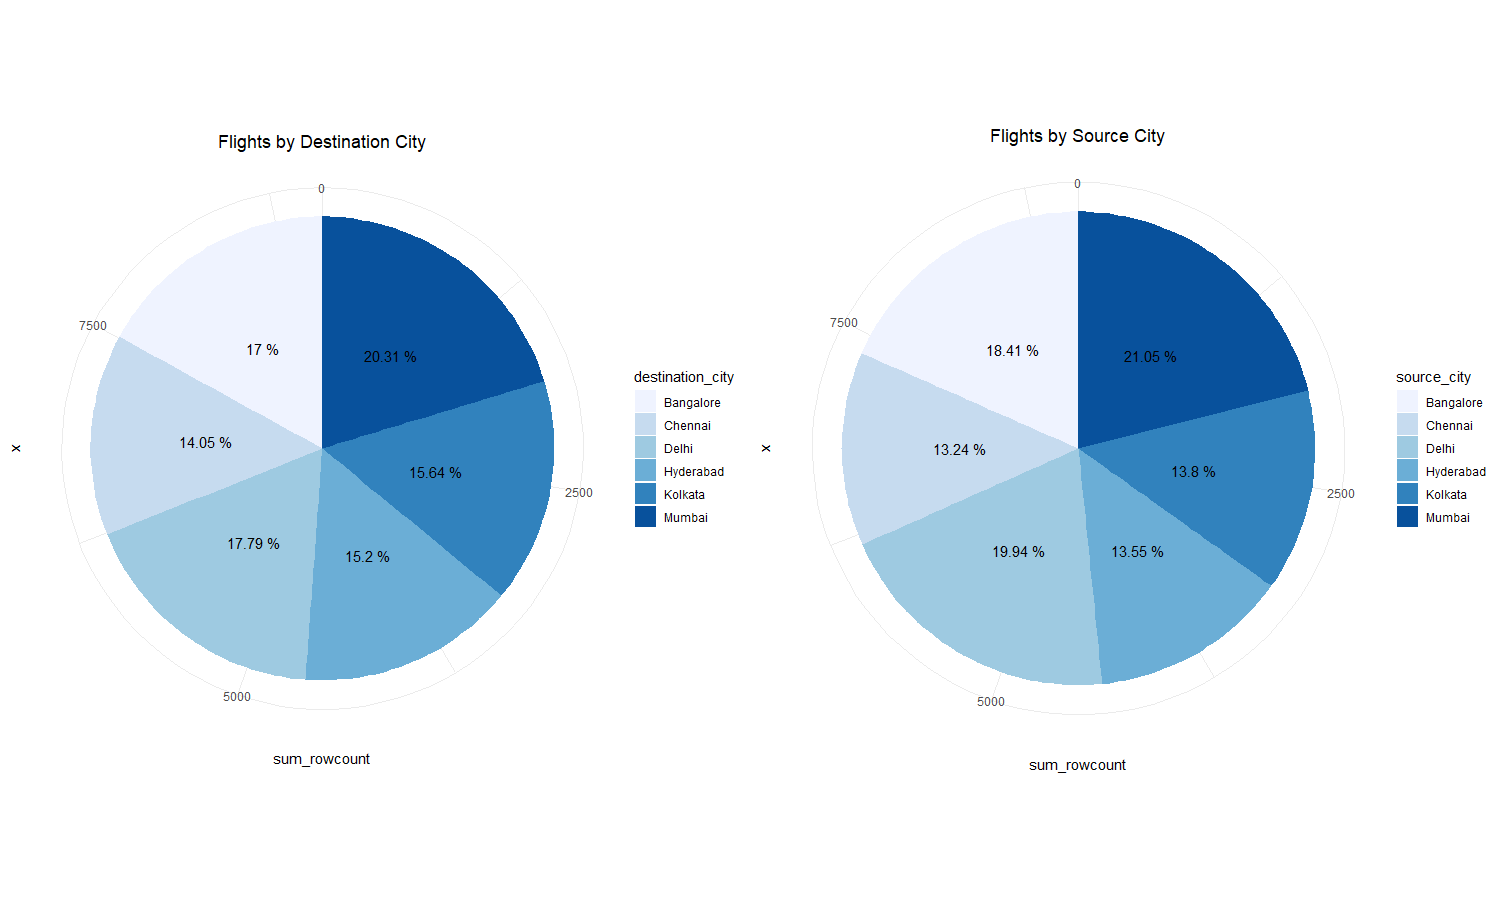 Flights by Destination City
0
7500
17 %
20.31 %
14.05 %
15.64 %
17.79 %
15.2 %
2500
5000
x
sum_rowcount
destination_city
Bangalore
Chennai
Delhi
Hyderabad
Kolkata
Mumbai
Flights by Source City
0
7500
18.41 %
21.05 %
13.24 %
13.8 %
19.94 %
13.55 %
2500
5000
x
sum_rowcount
source_city
Bangalore
Chennai
Delhi
Hyderabad
Kolkata
Mumbai